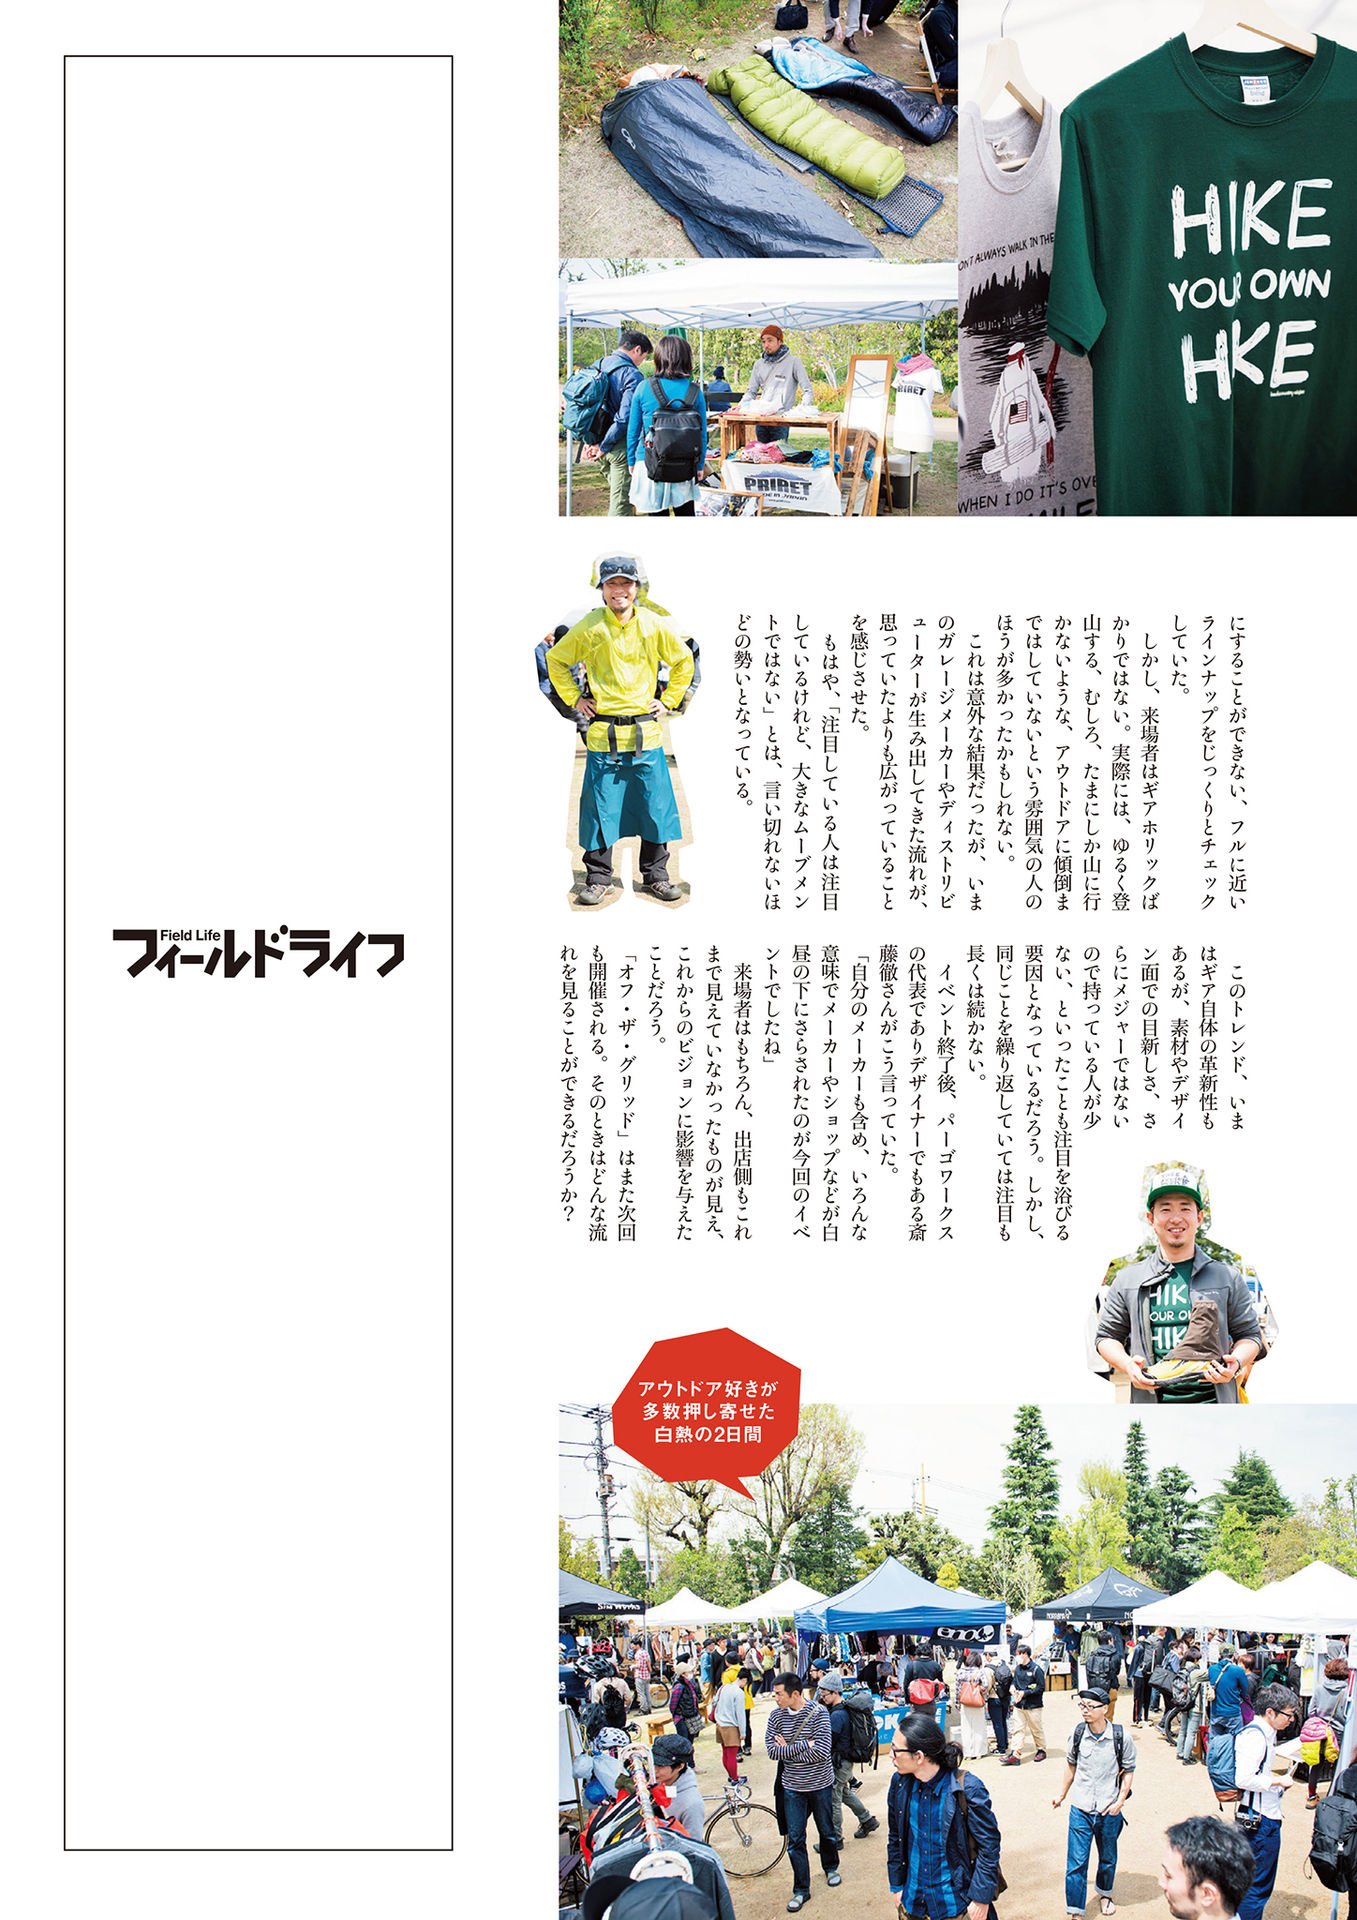 HIKE
YOUR OWN
HIKE
ON'T ALWAYS WALK IN THE
WHEN I DO IT'S OVE
MILES
PRIRET
PRIRET
MADE IN JAPAN
にすることができない、フルに近い
ラインナップをじっくりとチェック
していた。
しかし、来場者はギアホリックば
かりではない。実際には、ゆるく登
山する、むしろ、たまにしか山に行
かないような、アウトドアに傾倒ま
ではしていないという雰囲気の人の
ほうが多かったかもしれない。
これは意外な結果だったが、いま
のガレージメーカーやディストリビ
ューターが生み出してきた流れが、
思っていたよりも広がっていること
を感じさせた。
もはや、「注目している人は注目
しているけれど、大きなムーブメン
トではない」とは、言い切れないほ
どの勢いとなっている。
このトレンド、いま
はギア自体の革新性も
あるが、素材やデザイ
ン面での目新しさ、さ
らにメジャーではない
ので持っている人が少
ない、といったことも注目を浴びる
要因となっているだろう。しかし、
同じことを繰り返していては注目も
長くは続かない。
イベント終了後、パーゴワークス
の代表でありデザイナーでもある斎
藤徹さんがこう言っていた。
「自分のメーカーも含め、いろんな
意味でメーカーやショップなどが白
昼の下にさらされたのが今回のイベ
ントでしたね」
来場者はもちろん、出店側もこれ
まで見えていなかったものが見え、
これからのビジョンに影響を与えた
ことだろう。
「オフ・ザ・グリッド」はまた次回
も開催される。そのときはどんな流
れを見ることができるだろうか？
Field Life
フィールドライフ
HIK
OUR O
HIK
アウトドア好きが
多数押し寄せた
白熱の2日間
eno
NORRØNA